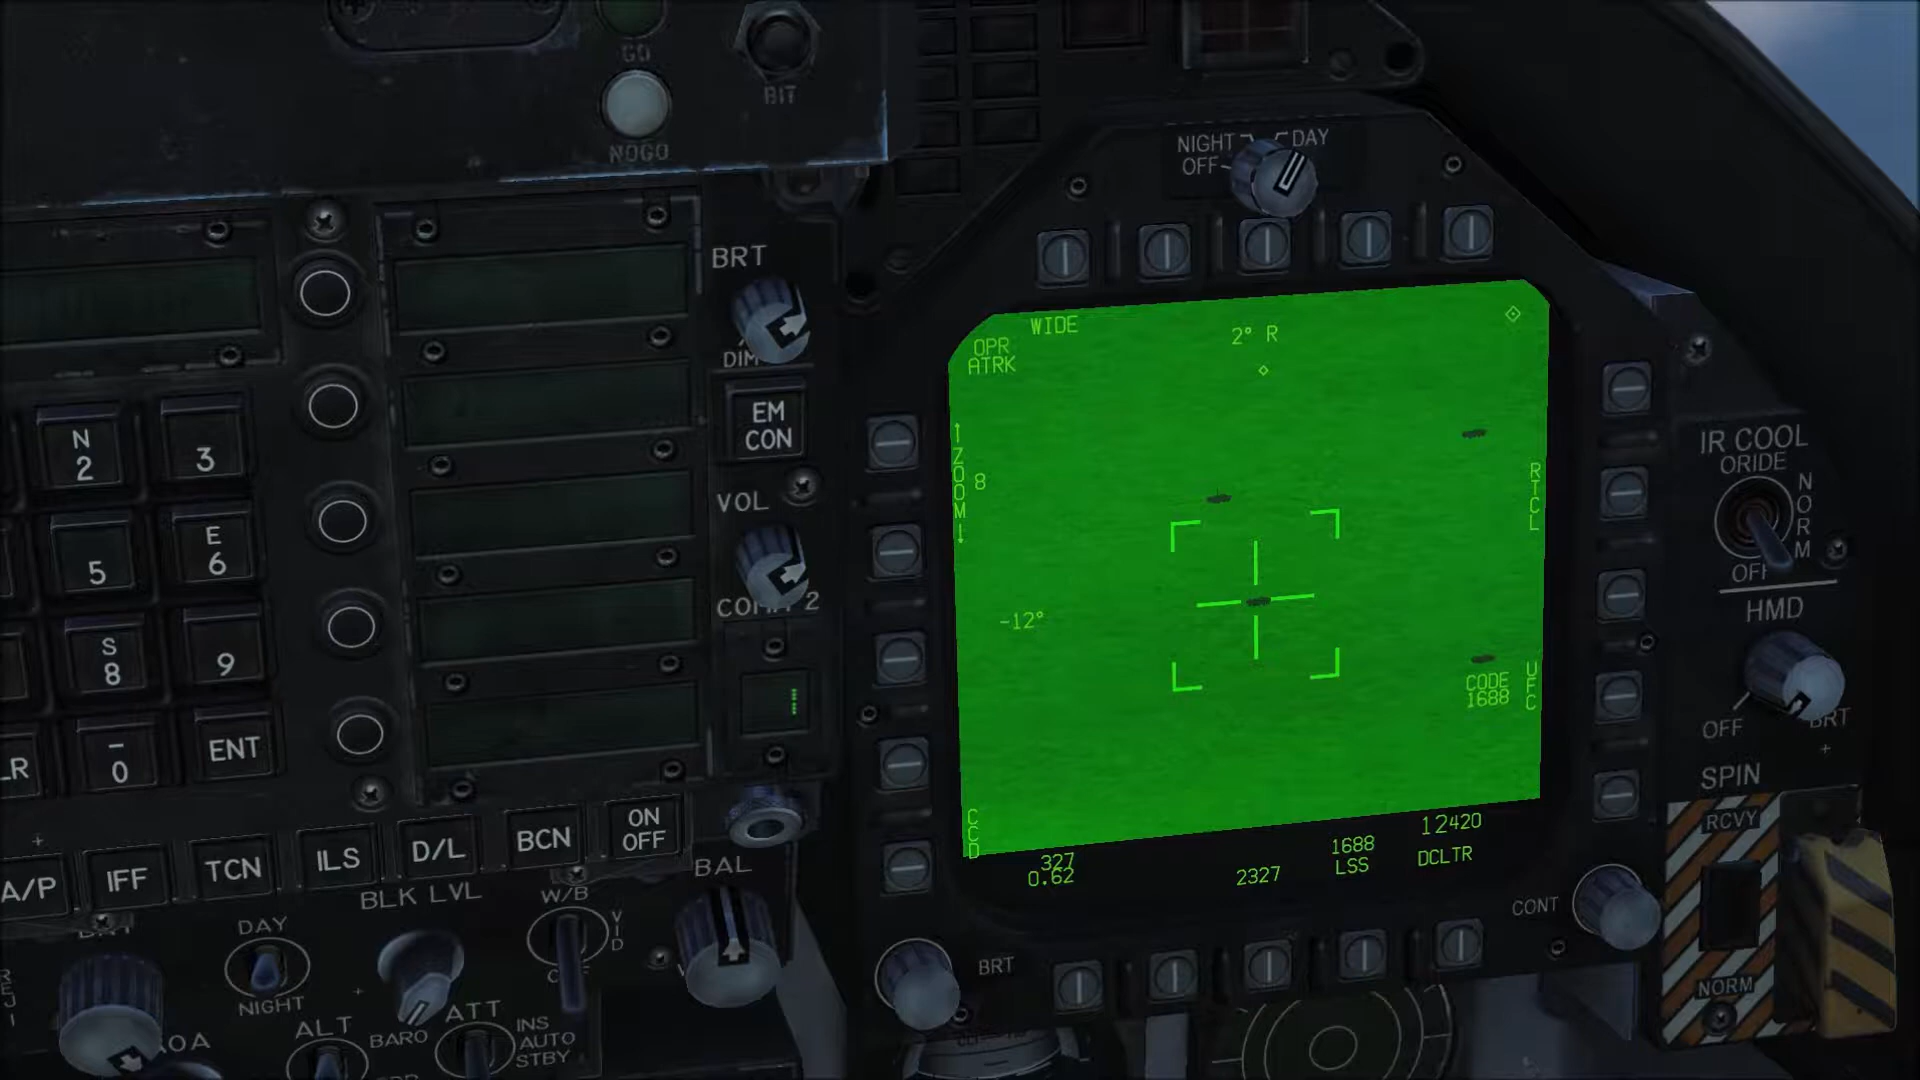 GO
NOGO
BIT
NIGHT
DAY
OFF
BRT
DIM
EM
CON
VOL
COMM 2
N
2
3
5
E
6
S
8
9
–
0
ENT
A/P
IFF
TCN
ILS
D/L
BCN
ON
OFF
WIDE
2° R
OPR
ATRK
↑
ZOOM
↓
8
RTCL
-12°
CODE
1688
UFC
CCD
327
0.62
2327
1688
LSS
12420
DCLTR
BRT
CONT
IR COOL
ORIDE
NORM
OFF
HMD
OFF
BRT
SPIN
RCVY
NORM
BAL
BLK LVL
W/B
VID
DAY
NIGHT
ALT
BARO
ATT
INS
AUTO
STBY